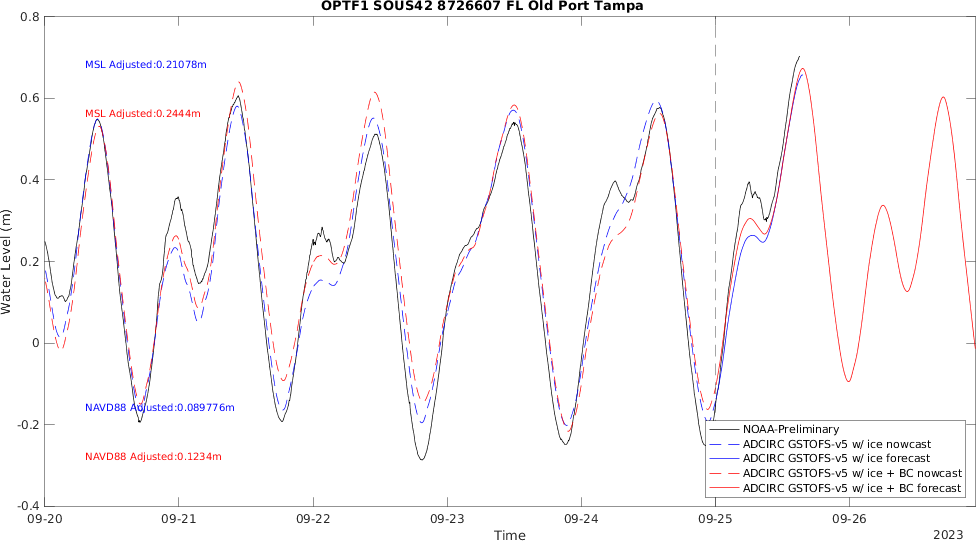 OPTF1 SOUS42 8726607 FL Old Port Tampa
0.8
0.6
0.4
0.2
0
-0.2
-0.4
Water Level (m)
MSL Adjusted:0.21078m
MSL Adjusted:0.2444m
NAVD88 Adjusted:0.089776m
NAVD88 Adjusted:0.1234m
NOAA-Preliminary
ADCIRC GSTOFS-v5 w/ ice nowcast
ADCIRC GSTOFS-v5 w/ ice forecast
ADCIRC GSTOFS-v5 w/ ice + BC nowcast
ADCIRC GSTOFS-v5 w/ ice + BC forecast
09-20 09-21 09-22 09-23 09-24 09-25 09-26
Time
2023